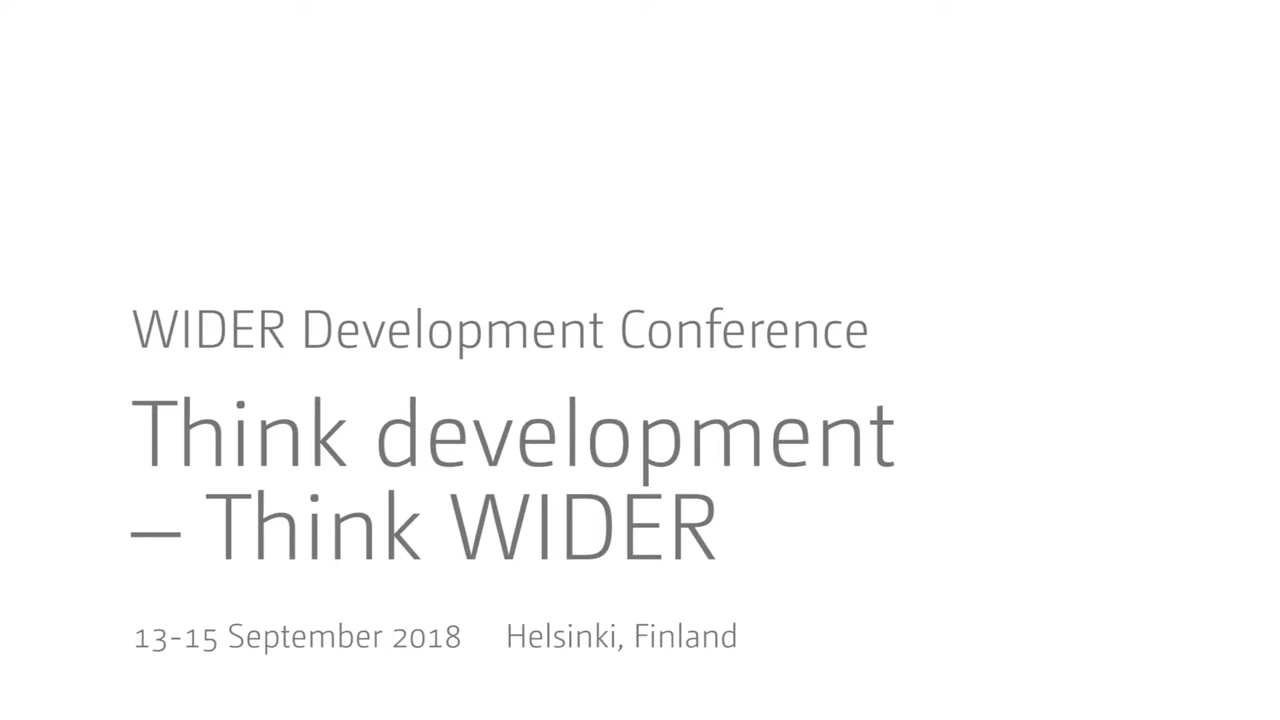 WIDER Development Conference
Think development
– Think WIDER
13-15 September 2018 Helsinki, Finland